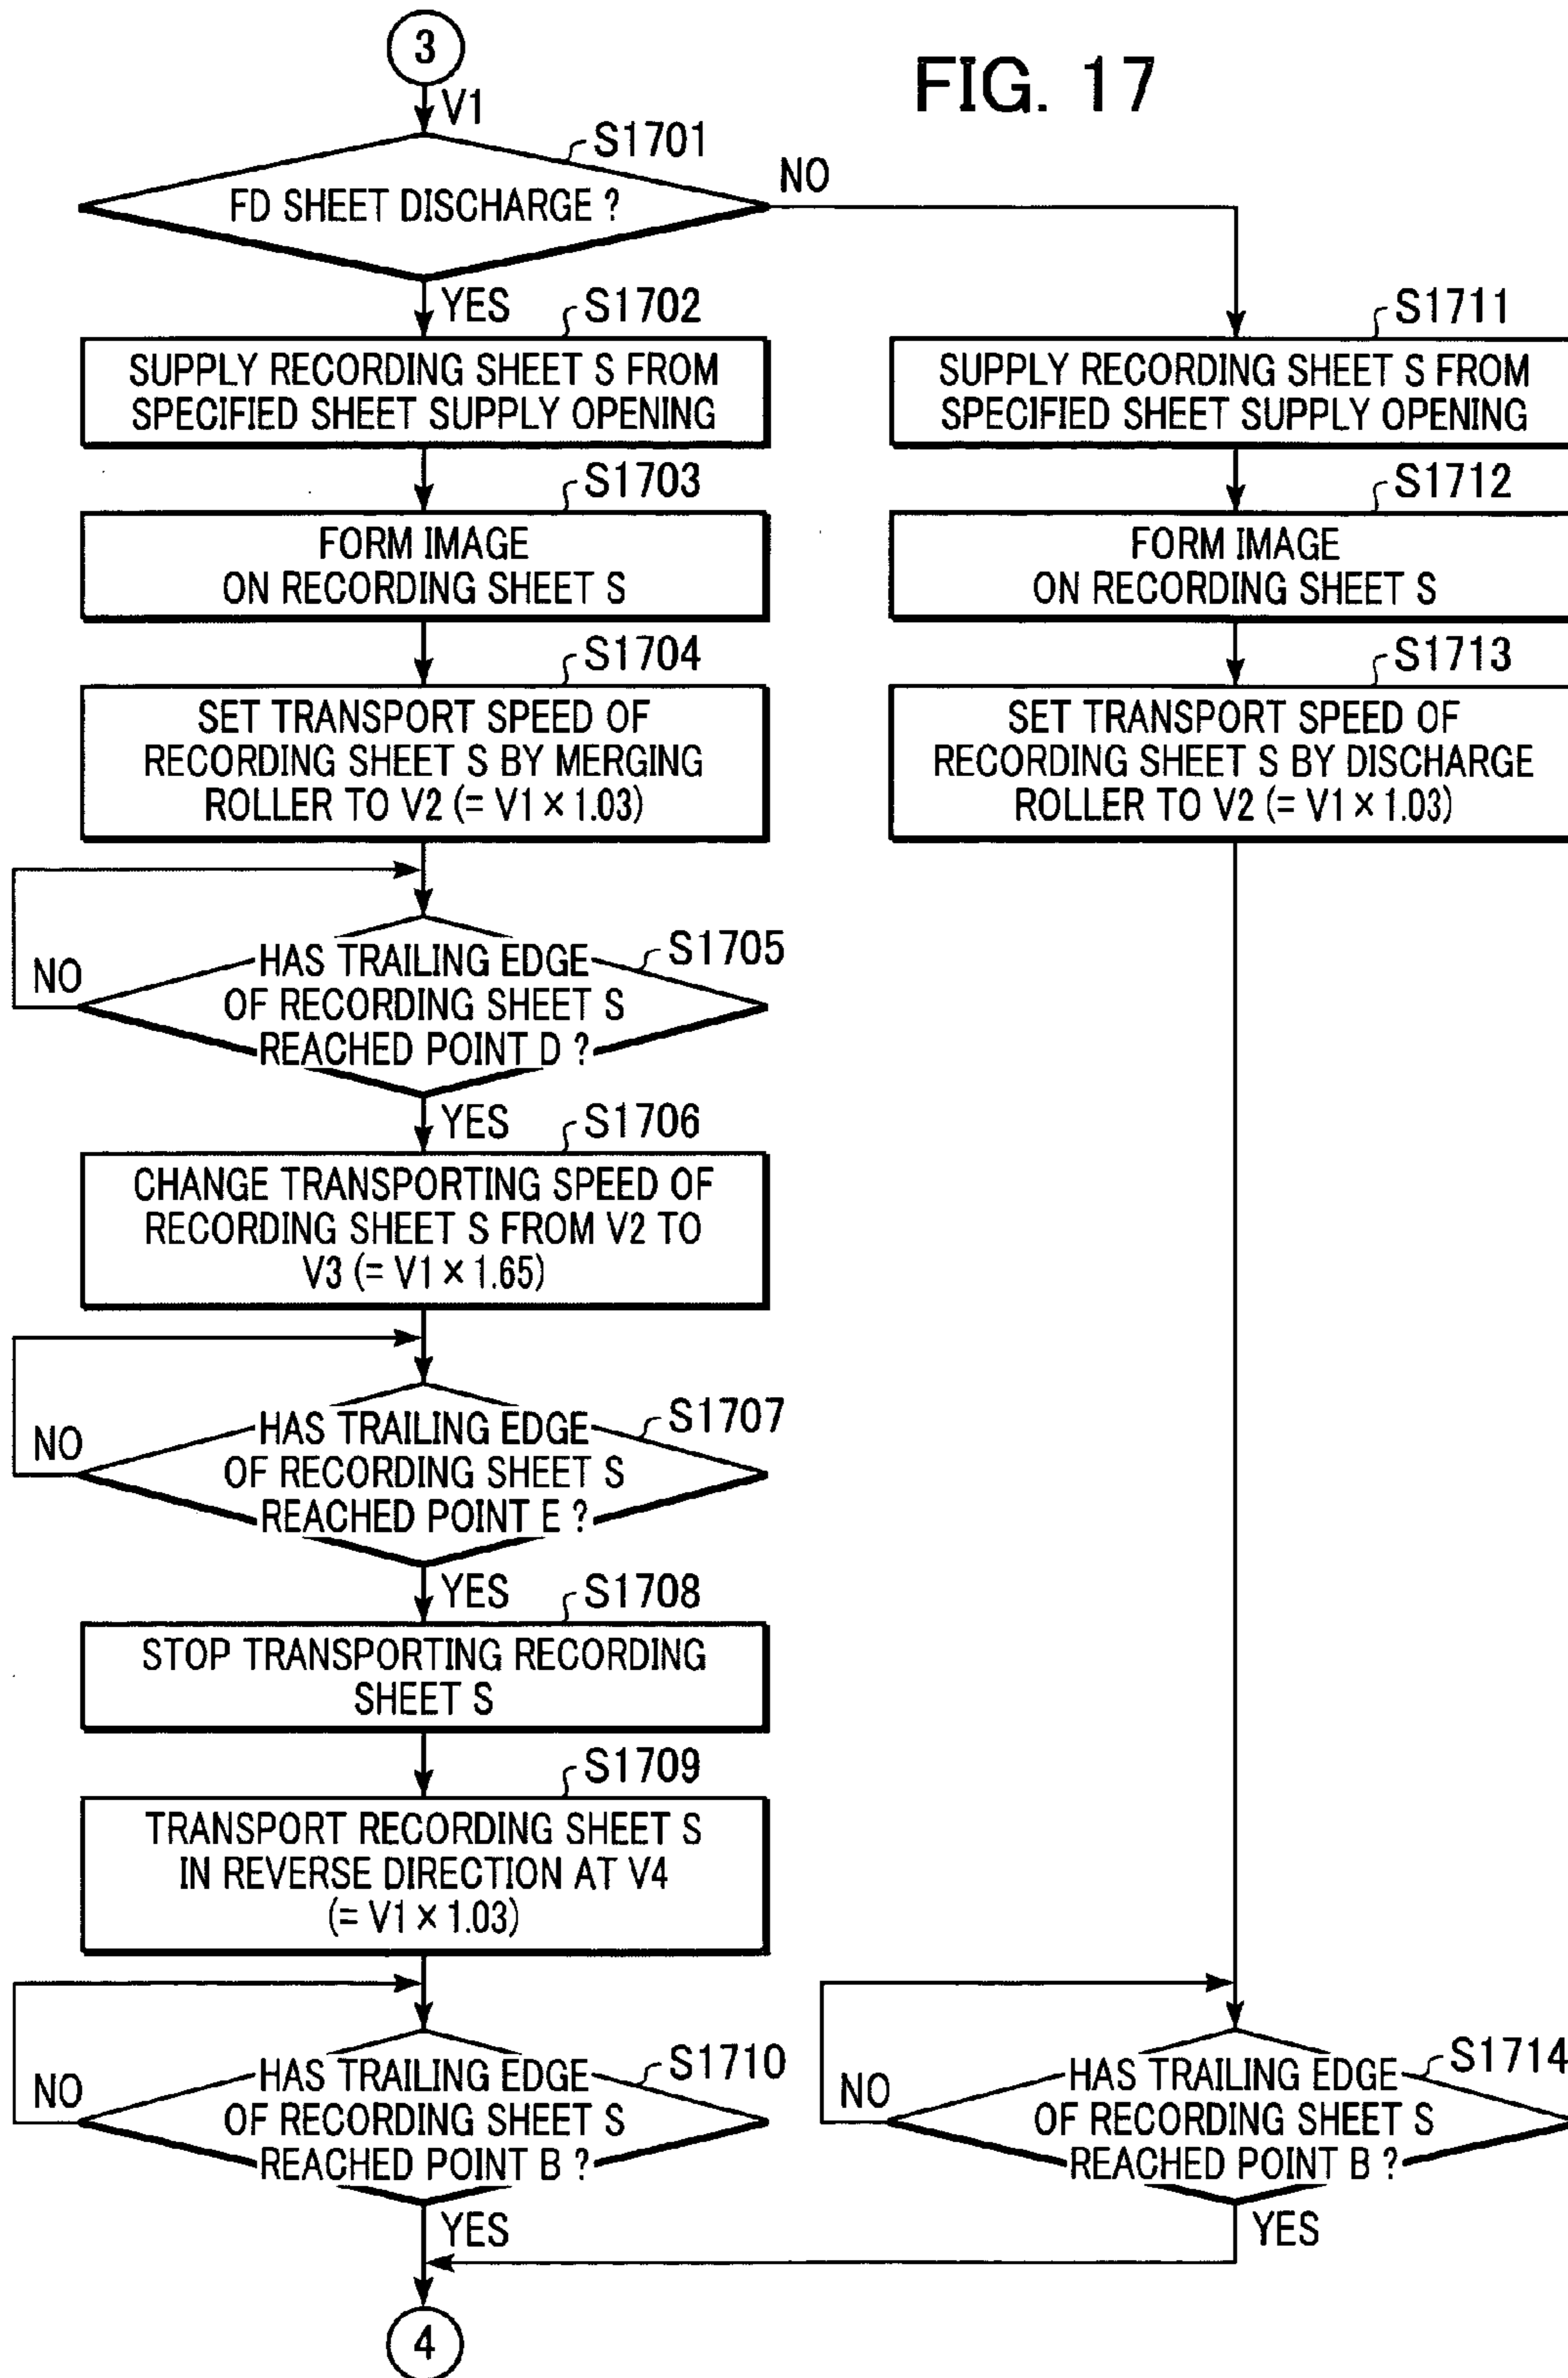 FIG. 17
3
V1
S1701
FD SHEET DISCHARGE ?
NO
YES
S1702
SUPPLY RECORDING SHEET S FROM
SPECIFIED SHEET SUPPLY OPENING
S1703
FORM IMAGE
ON RECORDING SHEET S
S1704
SET TRANSPORT SPEED OF
RECORDING SHEET S BY MERGING
ROLLER TO V2 (= V1 × 1.03)
S1705
HAS TRAILING EDGE
OF RECORDING SHEET S
REACHED POINT D ?
NO
YES
S1706
CHANGE TRANSPORTING SPEED OF
RECORDING SHEET S FROM V2 TO
V3 (= V1 × 1.65)
S1707
HAS TRAILING EDGE
OF RECORDING SHEET S
REACHED POINT E ?
NO
YES
S1708
STOP TRANSPORTING RECORDING
SHEET S
S1709
TRANSPORT RECORDING SHEET S
IN REVERSE DIRECTION AT V4
(= V1 × 1.03)
S1710
HAS TRAILING EDGE
OF RECORDING SHEET S
REACHED POINT B ?
NO
YES
S1711
SUPPLY RECORDING SHEET S FROM
SPECIFIED SHEET SUPPLY OPENING
S1712
FORM IMAGE
ON RECORDING SHEET S
S1713
SET TRANSPORT SPEED OF
RECORDING SHEET S BY DISCHARGE
ROLLER TO V2 (= V1 × 1.03)
S1714
HAS TRAILING EDGE
OF RECORDING SHEET S
REACHED POINT B ?
NO
YES
4